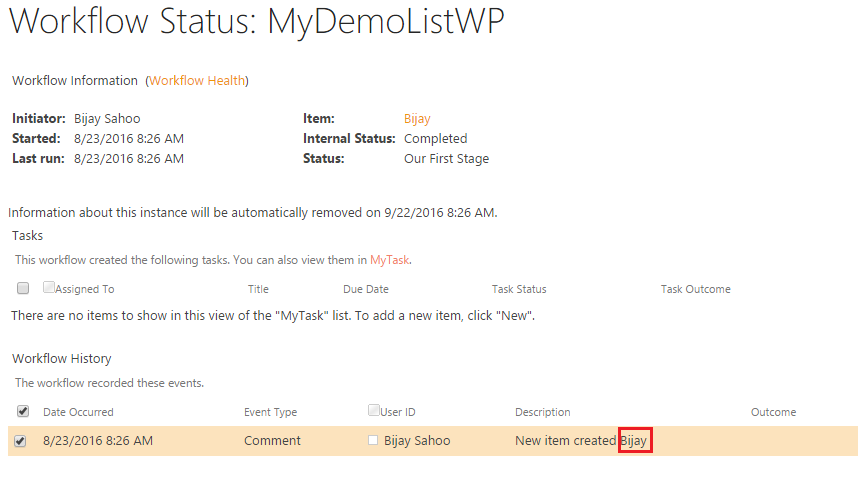 Workflow Status: MyDemoListWP
Workflow Information (Workflow Health)
Initiator: Bijay Sahoo Item: Bijay
Started: 8/23/2016 8:26 AM Internal Status: Completed
Last run: 8/23/2016 8:26 AM Status: Our First Stage
Information about this instance will be automatically removed on 9/22/2016 8:26 AM.
Tasks
This workflow created the following tasks. You can also view them in MyTask.
Assigned To Title Due Date Task Status Task Outcome
There are no items to show in this view of the "MyTask" list. To add a new item, click "New".
Workflow History
The workflow recorded these events.
Date Occurred Event Type User ID Description Outcome
8/23/2016 8:26 AM Comment Bijay Sahoo New item created Bijay